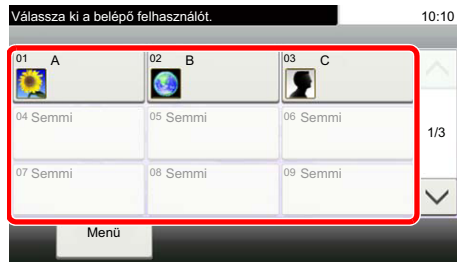 Válassza ki a belépő felhasználót. 10:10
01 A 02 B 03 C
04 Semmi 05 Semmi 06 Semmi
1/3
07 Semmi 08 Semmi 09 Semmi
Menü